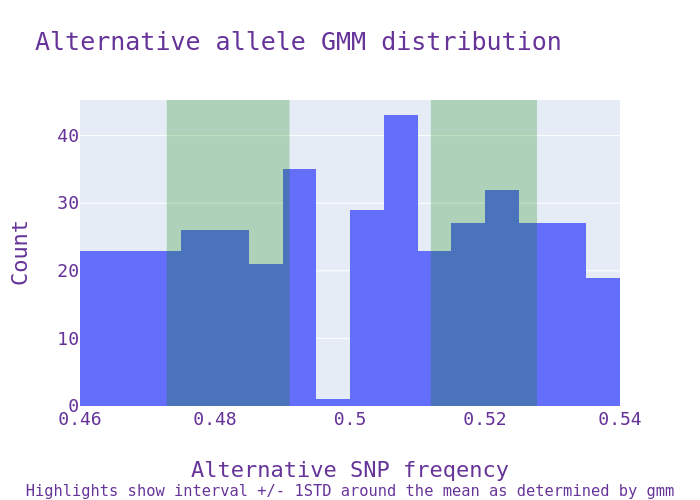 Alternative allele GMM distribution
Count
40
30
20
10
0
0.46 0.48 0.5 0.52 0.54
Alternative SNP freqency
Highlights show interval +/- 1STD around the mean as determined by gmm